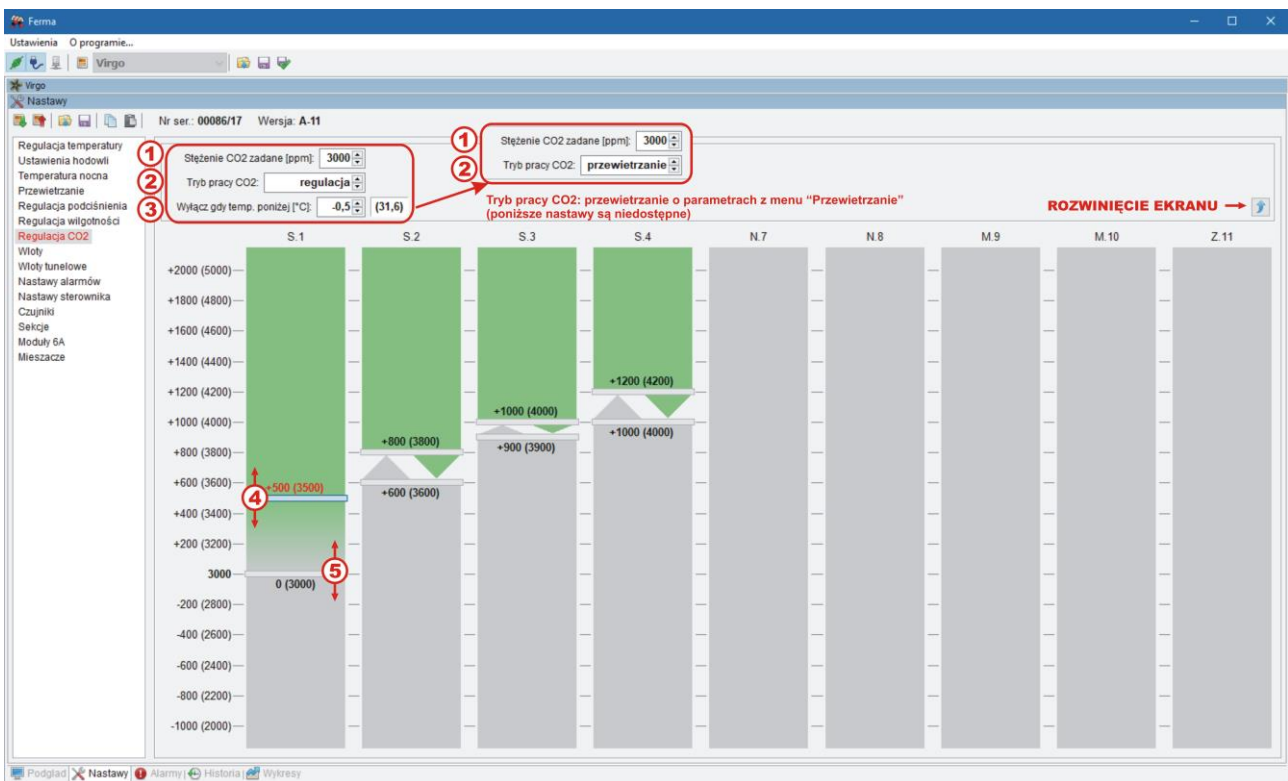 Ferma
Ustawienia O programie...
Virgo
Virgo
Nastawy
Nr ser.: 00086/17 Wersja: A-11
Regulacja temperatury
Ustawienia hodowli
Temperatura nocna
Przewietrzanie
Regulacja podciśnienia
Regulacja wilgotności
Regulacja CO2
Wloty
Wloty tunelowe
Nastawy alarmów
Nastawy sterownika
Czujniki
Sekcje
Moduły 6A
Mieszacze
1 Stężenie CO2 zadane [ppm]: 3000
2 Tryb pracy CO2: regulacja
3 Wyłącz gdy temp. poniżej [°C]: -0,5 (31,6)
1 Stężenie CO2 zadane [ppm]: 3000
2 Tryb pracy CO2: przewietrzanie
Tryb pracy CO2: przewietrzanie o parametrach z menu “Przewietrzanie”
(poniższe nastawy są niedostępne)
ROZWINIĘCIE EKRANU
S.1 S.2 S.3 S.4 N.7 N.8 M.9 M.10 Z.11
+2000 (5000)
+1800 (4800)
+1600 (4600)
+1400 (4400)
+1200 (4200)
+1000 (4000)
+800 (3800)
+600 (3600)
+400 (3400)
+200 (3200)
3000
-200 (2800)
-400 (2600)
-600 (2400)
-800 (2200)
-1000 (2000)
+500 (3500)
4
5
0 (3000)
+800 (3800)
+600 (3600)
+1000 (4000)
+900 (3900)
+1200 (4200)
+1000 (4000)
Podgląd Nastawy Alarmy Historia Wykresy